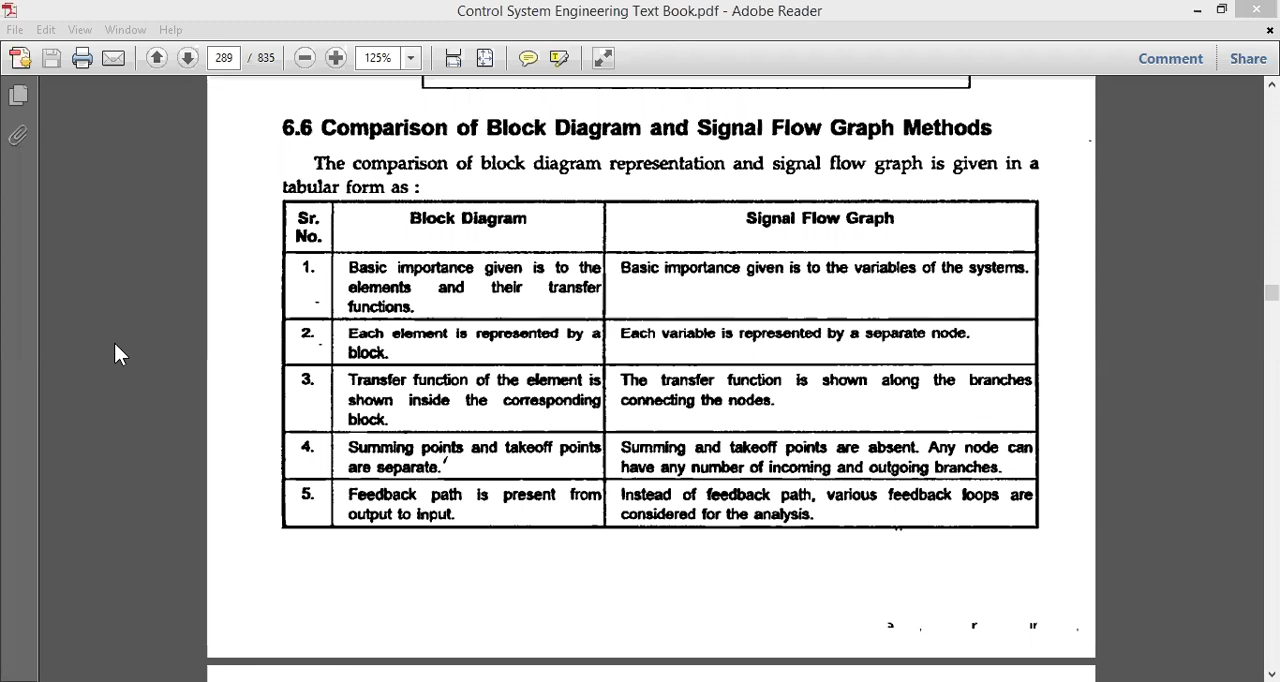 Control System Engineering Text Book.pdf - Adobe Reader
File Edit View Window Help
289 / 835 125% Comment Share
6.6 Comparison of Block Diagram and Signal Flow Graph Methods
The comparison of block diagram representation and signal flow graph is given in a
tabular form as :
Sr. No. Block Diagram Signal Flow Graph
1. Basic importance given is to the
elements and their transfer
functions.
Basic importance given is to the variables of the systems.
2. Each element is represented by a
block.
Each variable is represented by a separate node.
3. Transfer function of the element is
shown inside the corresponding
block.
The transfer function is shown along the branches
connecting the nodes.
4. Summing points and takeoff points
are separate.
Summing and takeoff points are absent. Any node can
have any number of incoming and outgoing branches.
5. Feedback path is present from
output to input.
Instead of feedback path, various feedback loops are
considered for the analysis.